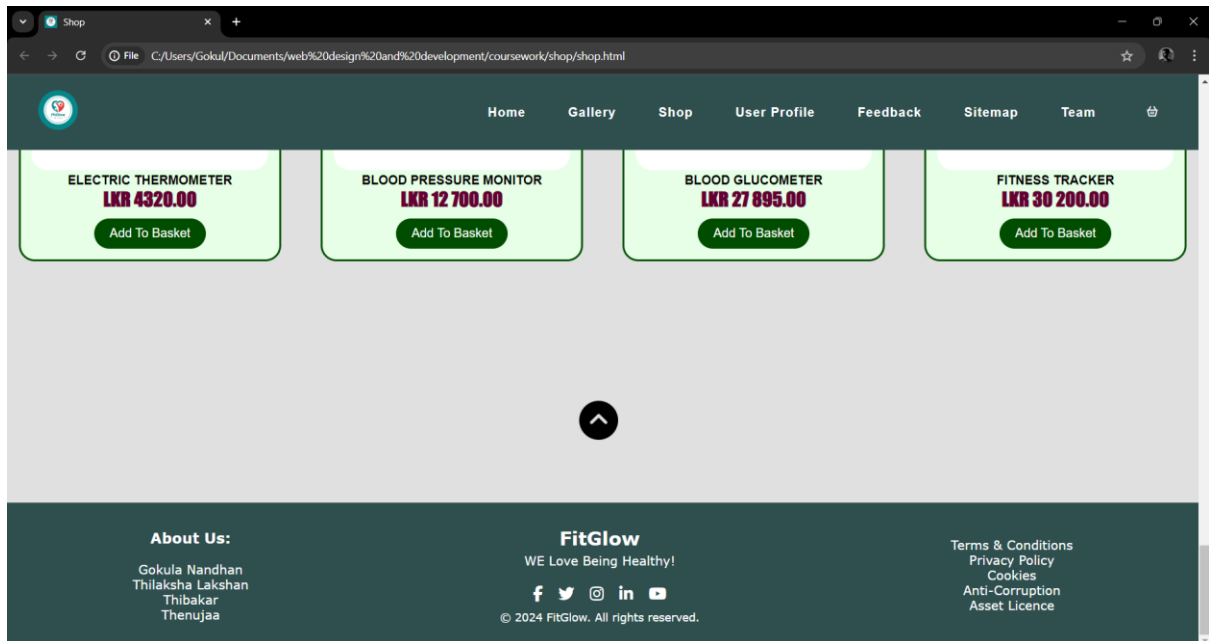 Shop
File C:/Users/Gokul/Documents/web%20design%20and%20development/coursework/shop/shop.html
Home Gallery Shop User Profile Feedback Sitemap Team
ELECTRIC THERMOMETER
LKR 4320.00
Add To Basket
BLOOD PRESSURE MONITOR
LKR 12 700.00
Add To Basket
BLOOD GLUCOMETER
LKR 27 895.00
Add To Basket
FITNESS TRACKER
LKR 30 200.00
Add To Basket
About Us:
Gokula Nandhan
Thilaksha Lakshan
Thibakar
Thenujaa
FitGlow
WE Love Being Healthy!
© 2024 FitGlow. All rights reserved.
Terms & Conditions
Privacy Policy
Cookies
Anti-Corruption
Asset Licence